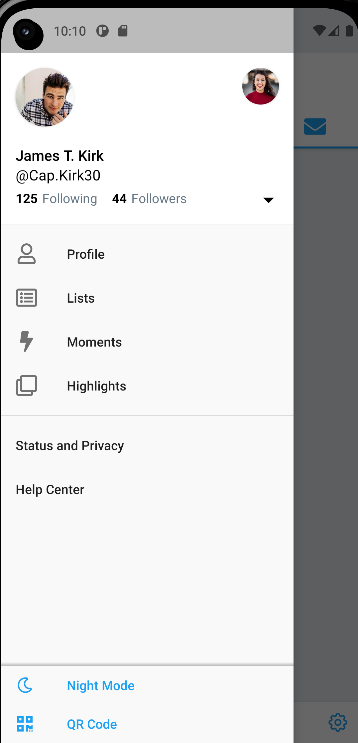 10:10
James T. Kirk
@Cap.Kirk30
125 Following 44 Followers
Profile
Lists
Moments
Highlights
Status and Privacy
Help Center
Night Mode
QR Code